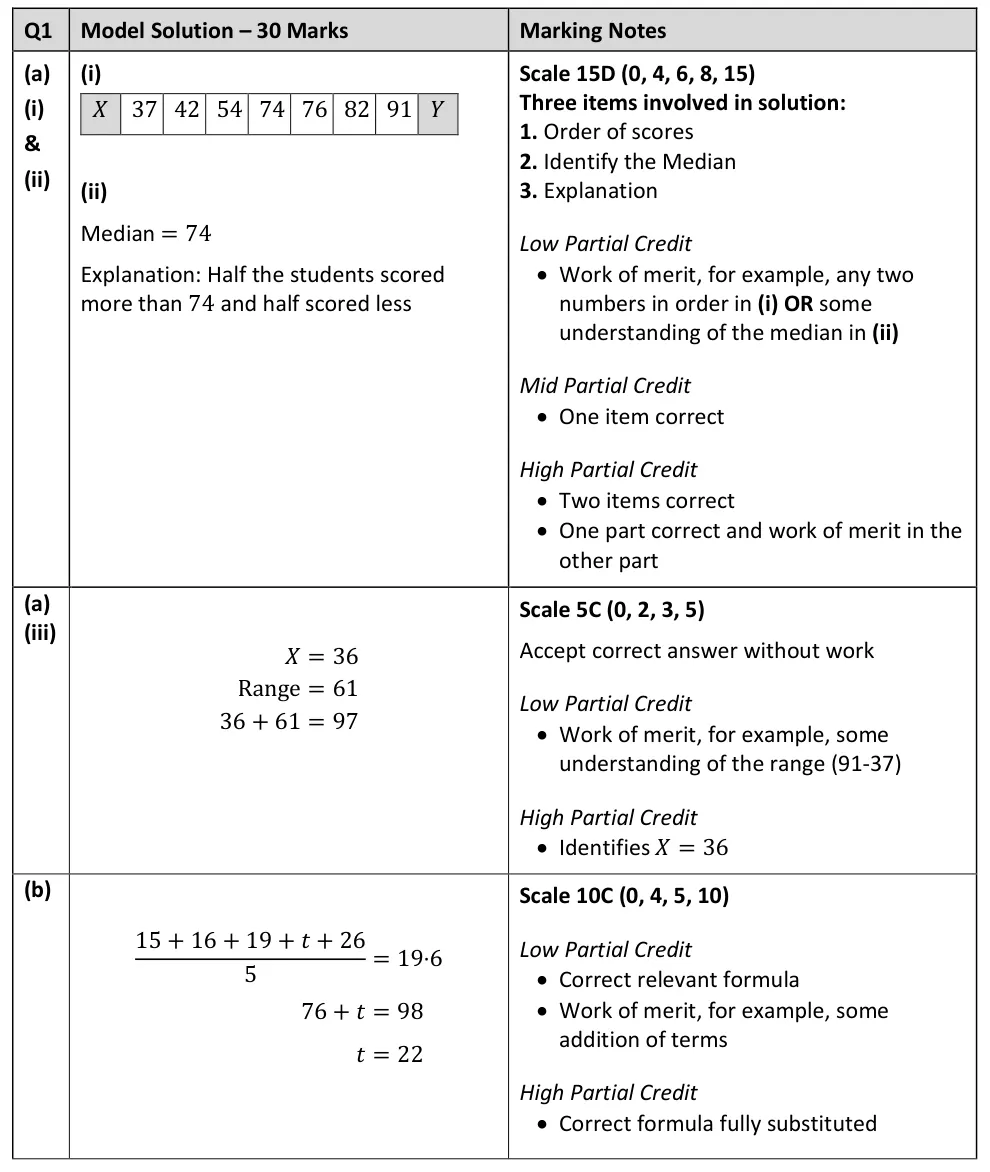 Q1 Model Solution – 30 Marks Marking Notes
(a)
(i)
&
(ii)
(i)
X 37 42 54 74 76 82 91 Y
(ii)
Median = 74
Explanation: Half the students scored
more than 74 and half scored less
Scale 15D (0, 4, 6, 8, 15)
Three items involved in solution:
1. Order of scores
2. Identify the Median
3. Explanation
Low Partial Credit
• Work of merit, for example, any two
numbers in order in (i) OR some
understanding of the median in (ii)
Mid Partial Credit
• One item correct
High Partial Credit
• Two items correct
• One part correct and work of merit in the
other part
(a)
(iii)
X = 36
Range = 61
36 + 61 = 97
Scale 5C (0, 2, 3, 5)
Accept correct answer without work
Low Partial Credit
• Work of merit, for example, some
understanding of the range (91-37)
High Partial Credit
• Identifies X = 36
(b)
15 + 16 + 19 + t + 26
5
= 19·6
76 + t = 98
t = 22
Scale 10C (0, 4, 5, 10)
Low Partial Credit
• Correct relevant formula
• Work of merit, for example, some
addition of terms
High Partial Credit
• Correct formula fully substituted